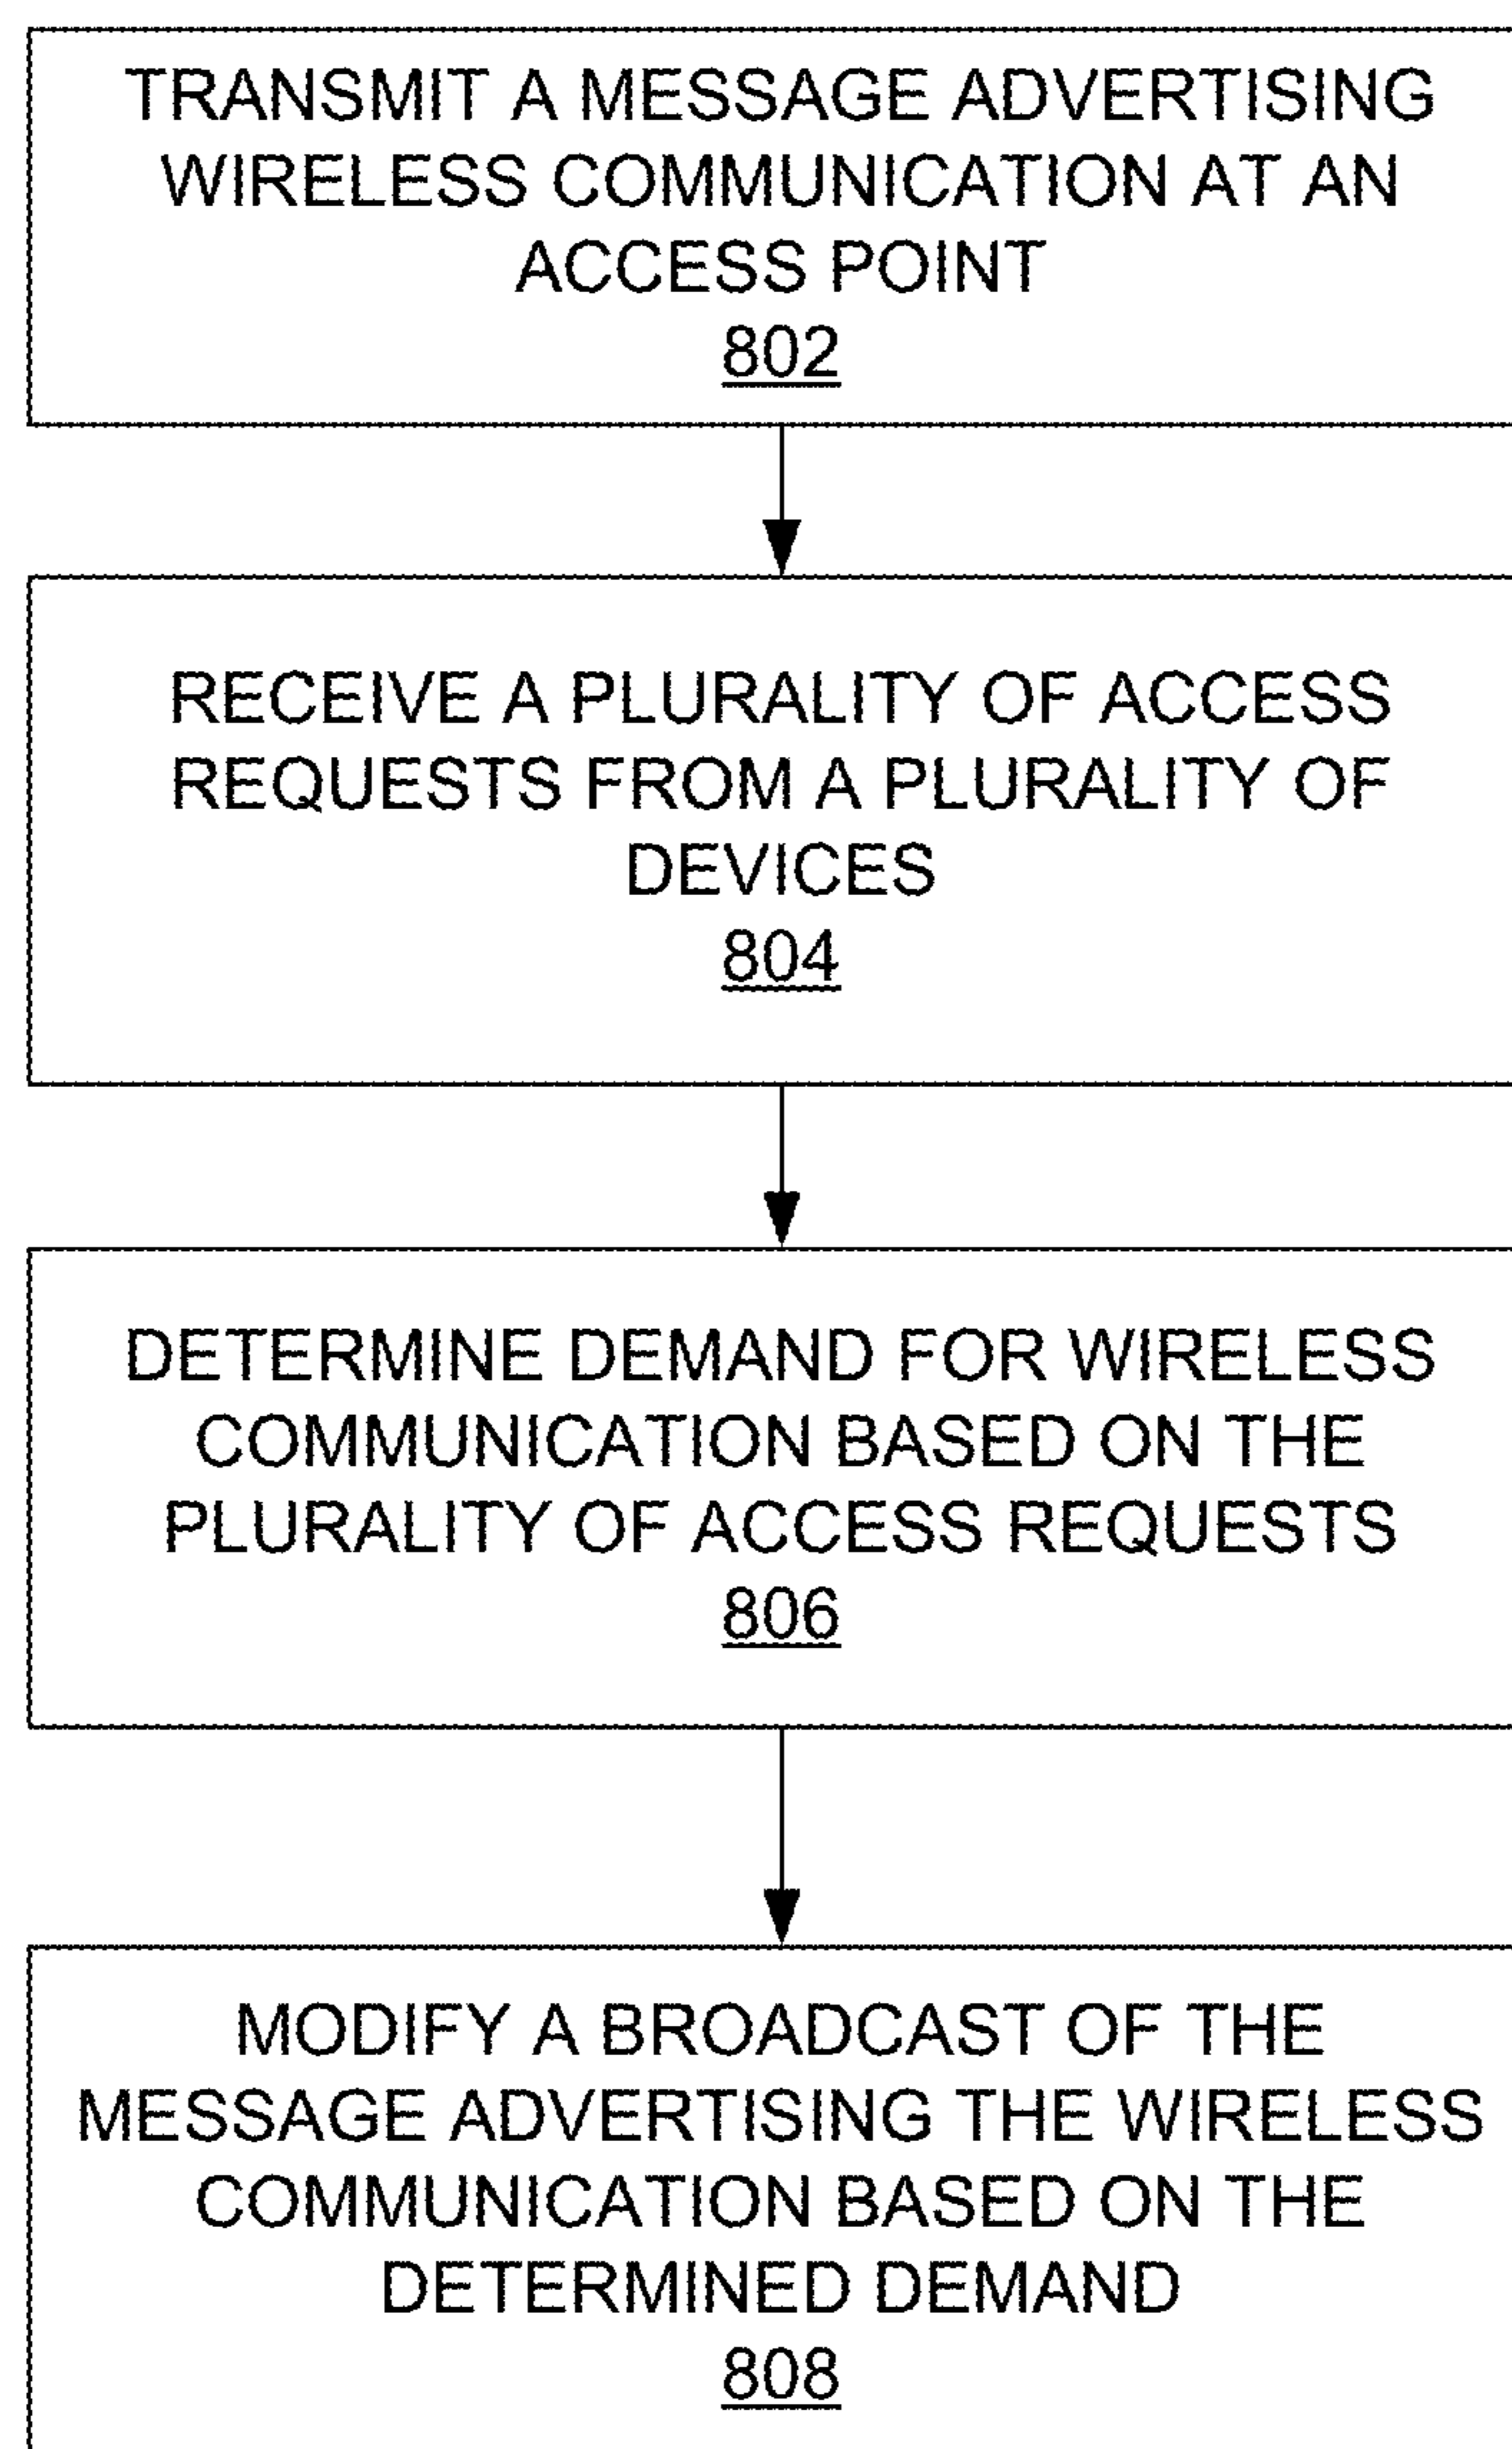 TRANSMIT A MESSAGE ADVERTISING
WIRELESS COMMUNICATION AT AN
ACCESS POINT
802
RECEIVE A PLURALITY OF ACCESS
REQUESTS FROM A PLURALITY OF
DEVICES
804
DETERMINE DEMAND FOR WIRELESS
COMMUNICATION BASED ON THE
PLURALITY OF ACCESS REQUESTS
806
MODIFY A BROADCAST OF THE
MESSAGE ADVERTISING THE WIRELESS
COMMUNICATION BASED ON THE
DETERMINED DEMAND
808